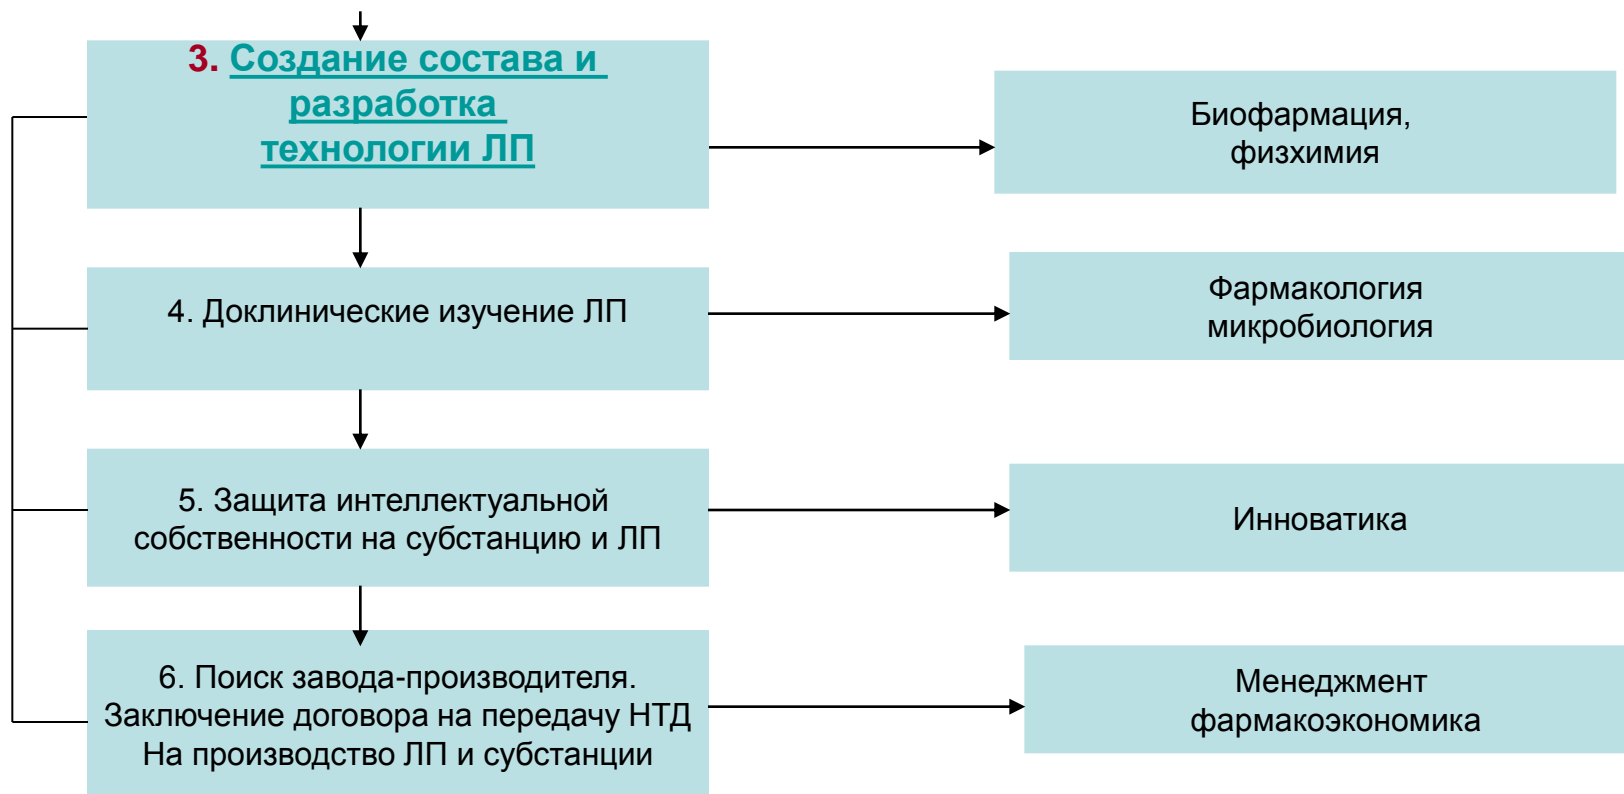 3. Создание состава и
разработка
технологии ЛП
Биофармация,
физхимия
4. Доклинические изучение ЛП
Фармакология
микробиология
5. Защита интеллектуальной
собственности на субстанцию и ЛП
Инноватика
6. Поиск завода-производителя.
Заключение договора на передачу НТД
На производство ЛП и субстанции
Менеджмент
фармакоэкономика